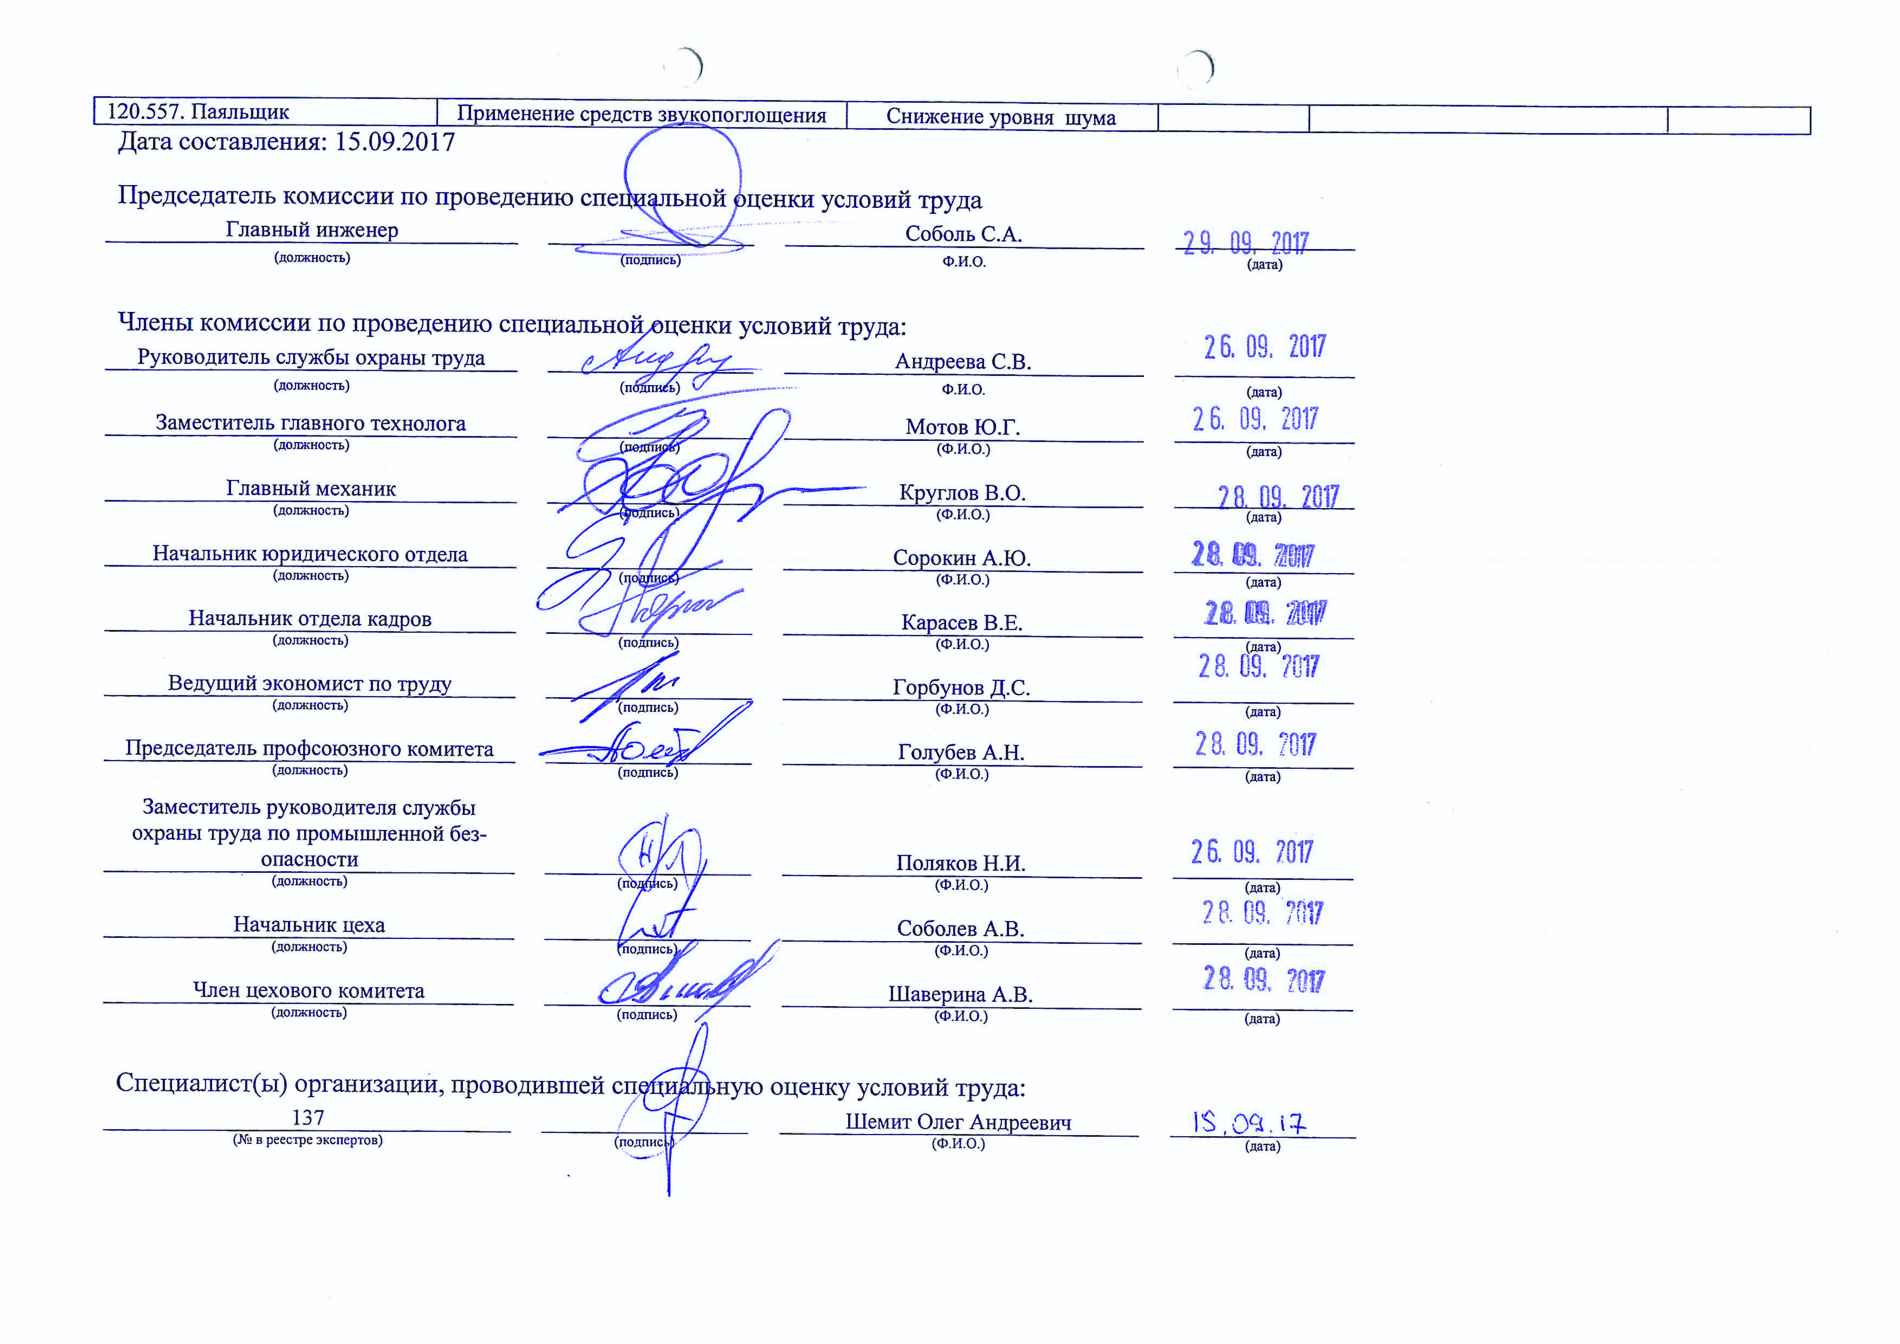 120.557. Паяльщик Применение средств звукопоглощения Снижение уровня шума
Дата составления: 15.09.2017
Председатель комиссии по проведению специальной оценки условий труда
Главный инженер Соболь С.А. 29. 09. 2017
(должность) (подпись) Ф.И.О. (дата)
Члены комиссии по проведению специальной оценки условий труда:
Руководитель службы охраны труда Андреева С.В. 26. 09. 2017
(должность) (подпись) Ф.И.О. (дата)
Заместитель главного технолога Мотов Ю.Г. 26. 09. 2017
(должность) (подпись) (Ф.И.О.) (дата)
Главный механик Круглов В.О. 28. 09. 2017
(должность) (подпись) (Ф.И.О.) (дата)
Начальник юридического отдела Сорокин А.Ю. 28. 09. 2017
(должность) (подпись) (Ф.И.О.) (дата)
Начальник отдела кадров Карасев В.Е. 28. 09. 2017
(должность) (подпись) (Ф.И.О.) (дата)
Ведущий экономист по труду Горбунов Д.С. 28. 09. 2017
(должность) (подпись) (Ф.И.О.) (дата)
Председатель профсоюзного комитета Голубев А.Н. 28. 09. 2017
(должность) (подпись) (Ф.И.О.) (дата)
Заместитель руководителя службы
охраны труда по промышленной без-
опасности Поляков Н.И. 26. 09. 2017
(должность) (подпись) (Ф.И.О.) (дата)
Начальник цеха Соболев А.В. 28. 09. 2017
(должность) (подпись) (Ф.И.О.) (дата)
Член цехового комитета Шаверина А.В. 28. 09. 2017
(должность) (подпись) (Ф.И.О.) (дата)
Специалист(ы) организации, проводившей специальную оценку условий труда:
137 Шемит Олег Андреевич 15.09.17
(№ в реестре экспертов) (подпись) (Ф.И.О.) (дата)